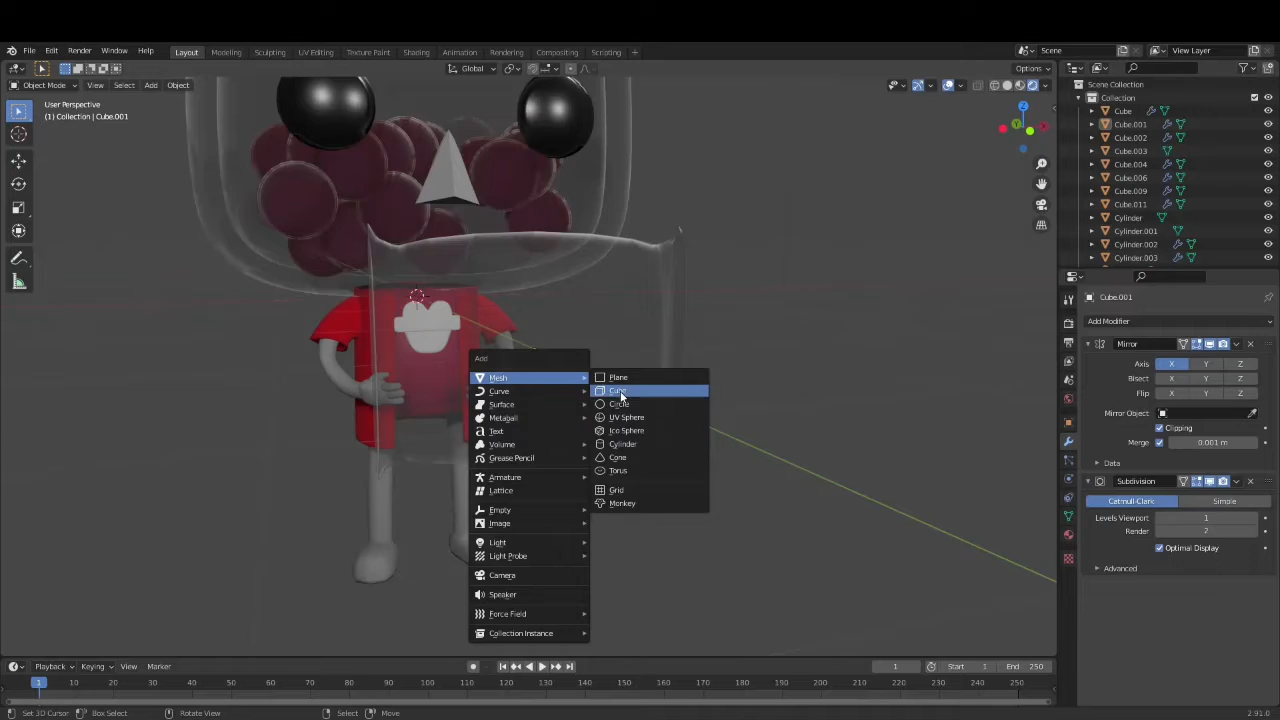 File Edit Render Window Help
Layout Modeling Sculpting UV Editing Texture Paint Shading Animation Rendering Compositing Scripting +
Scene
View Layer
Global
Options
Object Mode View Select Add Object
User Perspective
(1) Collection | Cube.001
Z
Y
Add
Mesh
Curve
Surface
Metaball
Text
Volume
Grease Pencil
Armature
Lattice
Empty
Image
Light
Light Probe
Camera
Speaker
Force Field
Collection Instance
Plane
Cube
Circle
UV Sphere
Ico Sphere
Cylinder
Cone
Torus
Grid
Monkey
Scene Collection
Collection
Cube
Cube.001
Cube.002
Cube.003
Cube.004
Cube.006
Cube.009
Cube.011
Cylinder
Cylinder.001
Cylinder.002
Cylinder.003
Cube.001
Add Modifier
Mirror
Axis X Y Z
Bisect X Y Z
Flip X Y Z
Mirror Object
Clipping
Merge 0.001 m
Data
Subdivision
Catmull-Clark Simple
Levels Viewport 1
Render 2
Optimal Display
Advanced
Playback Keying View Marker
1 Start 1 End 250
1 10 20 30 40 50 60 70 80 90 100 110 120 130 140 150 160 170 180 190 200 210 220 230 240 250
Set 3D Cursor Box Select Rotate View Select Move 2.91.0